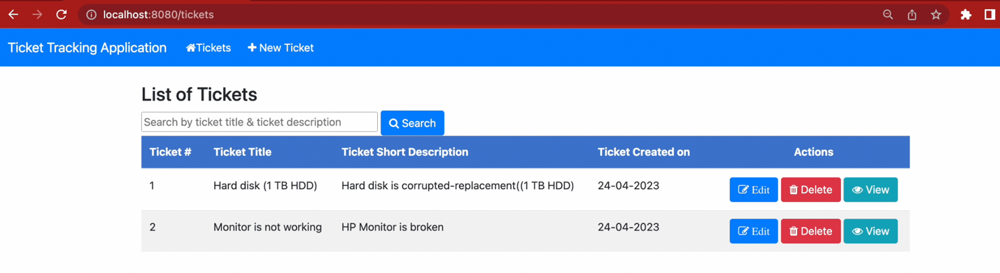 localhost:8080/tickets
Ticket Tracking Application Tickets New Ticket
List of Tickets
Search by ticket title & ticket description Search
Ticket # Ticket Title Ticket Short Description Ticket Created on Actions
1 Hard disk (1 TB HDD) Hard disk is corrupted-replacement((1 TB HDD) 24-04-2023 Edit Delete View
2 Monitor is not working HP Monitor is broken 24-04-2023 Edit Delete View